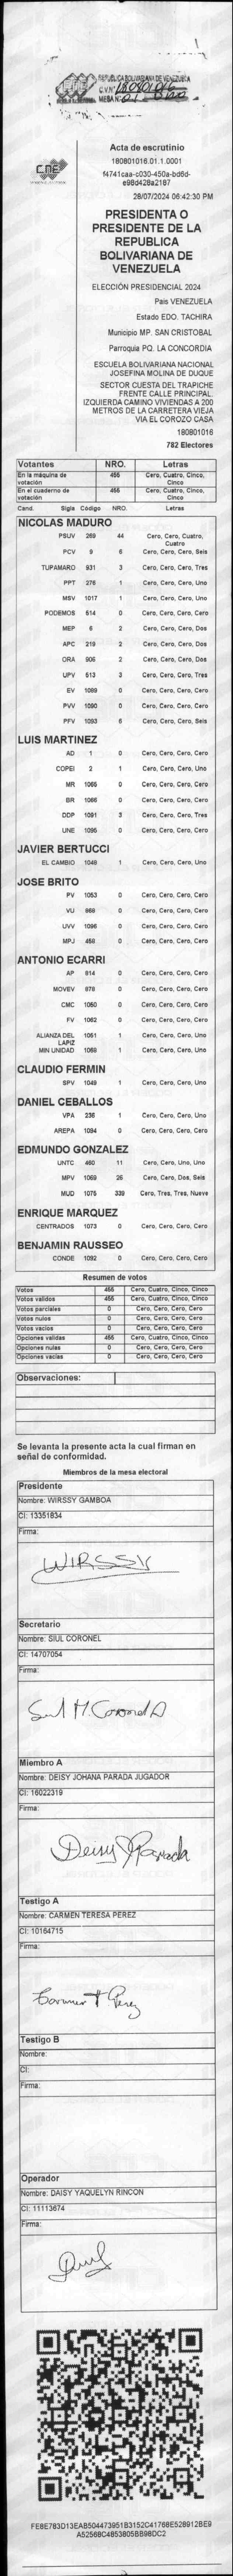 REPUBLICA BOLIVARIANA DE VENEZUELA
C.V.Nº 180801016
MESA Nº 01
CNE
Acta de escrutinio
180801016.01.1.0001
f4741caa-c030-450a-bd6d-
e98d428a2187
28/07/2024 06:42:30 PM
PRESIDENTA O
PRESIDENTE DE LA
REPUBLICA
BOLIVARIANA DE
VENEZUELA
ELECCIÓN PRESIDENCIAL 2024
Pais VENEZUELA
Estado EDO. TACHIRA
Municipio MP. SAN CRISTOBAL
Parroquia PQ. LA CONCORDIA
ESCUELA BOLIVARIANA NACIONAL
JOSEFINA MOLINA DE DUQUE
SECTOR CUESTA DEL TRAPICHE
FRENTE CALLE PRINCIPAL.
IZQUIERDA CAMINO VIVIENDAS A 200
METROS DE LA CARRETERA VIEJA
VIA EL COROZO CASA
180801016
782 Electores
Votantes NRO. Letras
En la máquina de votación 455 Cero, Cuatro, Cinco, Cinco
En el cuaderno de votación 455 Cero, Cuatro, Cinco, Cinco
Cand. Sigla Código NRO. Letras
NICOLAS MADURO
PSUV 269 44 Cero, Cero, Cuatro, Cuatro
PCV 9 6 Cero, Cero, Cero, Seis
TUPAMARO 931 3 Cero, Cero, Cero, Tres
PPT 276 1 Cero, Cero, Cero, Uno
MSV 1017 1 Cero, Cero, Cero, Uno
PODEMOS 514 0 Cero, Cero, Cero, Cero
MEP 6 2 Cero, Cero, Cero, Dos
APC 219 2 Cero, Cero, Cero, Dos
ORA 906 2 Cero, Cero, Cero, Dos
UPV 513 3 Cero, Cero, Cero, Tres
EV 1089 0 Cero, Cero, Cero, Cero
PVV 1090 0 Cero, Cero, Cero, Cero
PFV 1093 6 Cero, Cero, Cero, Seis
LUIS MARTINEZ
AD 1 0 Cero, Cero, Cero, Cero
COPEI 2 1 Cero, Cero, Cero, Uno
MR 1065 0 Cero, Cero, Cero, Cero
BR 1066 0 Cero, Cero, Cero, Cero
DDP 1091 3 Cero, Cero, Cero, Tres
UNE 1095 0 Cero, Cero, Cero, Cero
JAVIER BERTUCCI
EL CAMBIO 1048 1 Cero, Cero, Cero, Uno
JOSE BRITO
PV 1053 0 Cero, Cero, Cero, Cero
VU 868 0 Cero, Cero, Cero, Cero
UVV 1096 0 Cero, Cero, Cero, Cero
MPJ 458 0 Cero, Cero, Cero, Cero
ANTONIO ECARRI
AP 914 0 Cero, Cero, Cero, Cero
MOVEV 978 0 Cero, Cero, Cero, Cero
CMC 1060 0 Cero, Cero, Cero, Cero
FV 1062 0 Cero, Cero, Cero, Cero
ALIANZA DEL LAPIZ 1061 1 Cero, Cero, Cero, Uno
MIN UNIDAD 1069 1 Cero, Cero, Cero, Uno
CLAUDIO FERMIN
SPV 1049 1 Cero, Cero, Cero, Uno
DANIEL CEBALLOS
VPA 236 1 Cero, Cero, Cero, Uno
AREPA 1094 0 Cero, Cero, Cero, Cero
EDMUNDO GONZALEZ
UNTC 460 11 Cero, Cero, Uno, Uno
MPV 1069 26 Cero, Cero, Dos, Seis
MUD 1075 339 Cero, Tres, Tres, Nueve
ENRIQUE MARQUEZ
CENTRADOS 1073 0 Cero, Cero, Cero, Cero
BENJAMIN RAUSSEO
CONDE 1092 0 Cero, Cero, Cero, Cero
Resumen de votos
Votos 455 Cero, Cuatro, Cinco, Cinco
Votos validos 455 Cero, Cuatro, Cinco, Cinco
Votos parciales 0 Cero, Cero, Cero, Cero
Votos nulos 0 Cero, Cero, Cero, Cero
Votos vacios 0 Cero, Cero, Cero, Cero
Opciones validas 455 Cero, Cuatro, Cinco, Cinco
Opciones nulas 0 Cero, Cero, Cero, Cero
Opciones vacias 0 Cero, Cero, Cero, Cero
Observaciones:
Se levanta la presente acta la cual firman en
señal de conformidad.
Miembros de la mesa electoral
Presidente
Nombre: WIRSSY GAMBOA
CI: 13351834
Firma:
WIRSSY
Secretario
Nombre: SIUL CORONEL
CI: 14707054
Firma:
Siul M. Coronel D
Miembro A
Nombre: DEISY JOHANA PARADA JUGADOR
CI: 16022319
Firma:
Deisy J Parada
Testigo A
Nombre: CARMEN TERESA PEREZ
CI: 10164715
Firma:
Carmen T Perez
Testigo B
Nombre:
CI:
Firma:
Operador
Nombre: DAISY YAQUELYN RINCON
CI: 11113674
Firma:
FE8E783D13EAB504473951B3152C41768E528912BE9
A52568C4853805BB98DC2